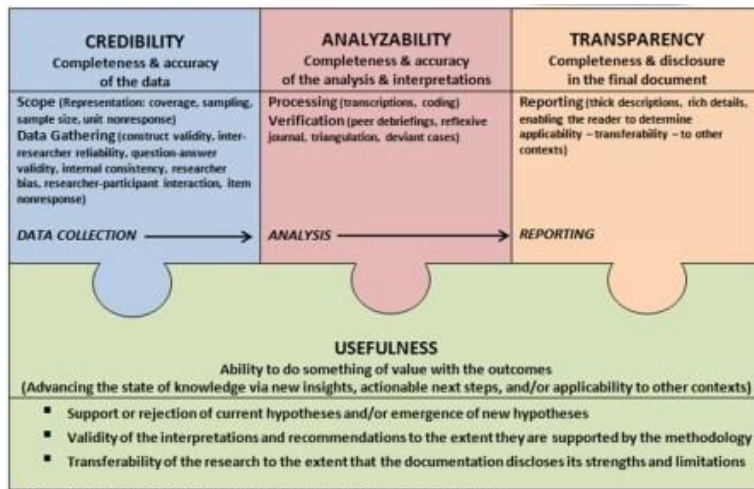 CREDIBILITY
Completeness & accuracy
of the data
Scope (Representation: coverage, sampling,
sample size, unit nonresponse)
Data Gathering (construct validity, inter-
researcher reliability, question-answer
validity, internal consistency, researcher
bias, researcher-participant interaction, item
nonresponse)
DATA COLLECTION
ANALYZABILITY
Completeness & accuracy
of the analysis & interpretations
Processing (transcriptions, coding)
Verification (peer debriefings, reflexive
journal, triangulation, deviant cases)
ANALYSIS
TRANSPARENCY
Completeness & disclosure
in the final document
Reporting (thick descriptions, rich details,
enabling the reader to determine
applicability – transferability – to other
contexts)
REPORTING
USEFULNESS
Ability to do something of value with the outcomes
(Advancing the state of knowledge via new insights, actionable next steps, and/or applicability to other contexts)
▪ Support or rejection of current hypotheses and/or emergence of new hypotheses
▪ Validity of the interpretations and recommendations to the extent they are supported by the methodology
▪ Transferability of the research to the extent that the documentation discloses its strengths and limitations